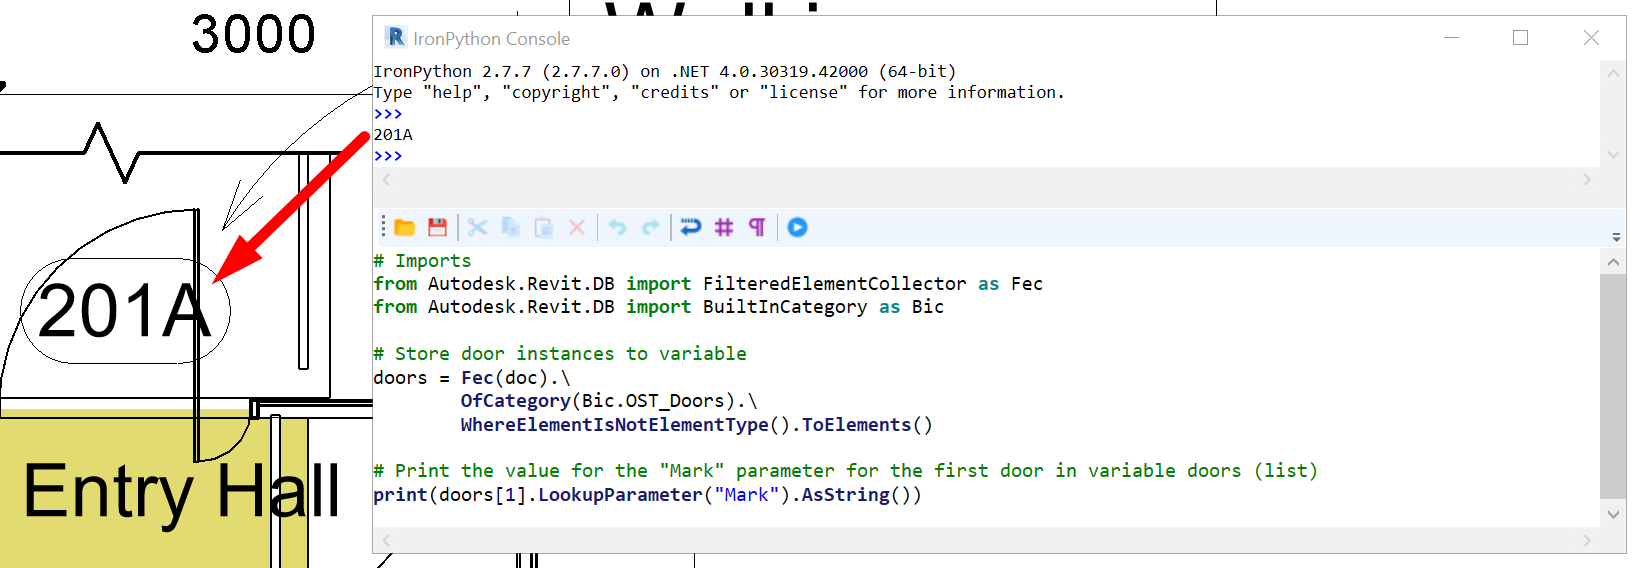 3000
IronPython Console
IronPython 2.7.7 (2.7.7.0) on .NET 4.0.30319.42000 (64-bit)
Type "help", "copyright", "credits" or "license" for more information.
>>>
201A
>>>
201A
Entry Hall
# Imports
from Autodesk.Revit.DB import FilteredElementCollector as Fec
from Autodesk.Revit.DB import BuiltInCategory as Bic
# Store door instances to variable
doors = Fec(doc).\
OfCategory(Bic.OST_Doors).\
WhereElementIsNotElementType().ToElements()
# Print the value for the "Mark" parameter for the first door in variable doors (list)
print(doors[1].LookupParameter("Mark").AsString())